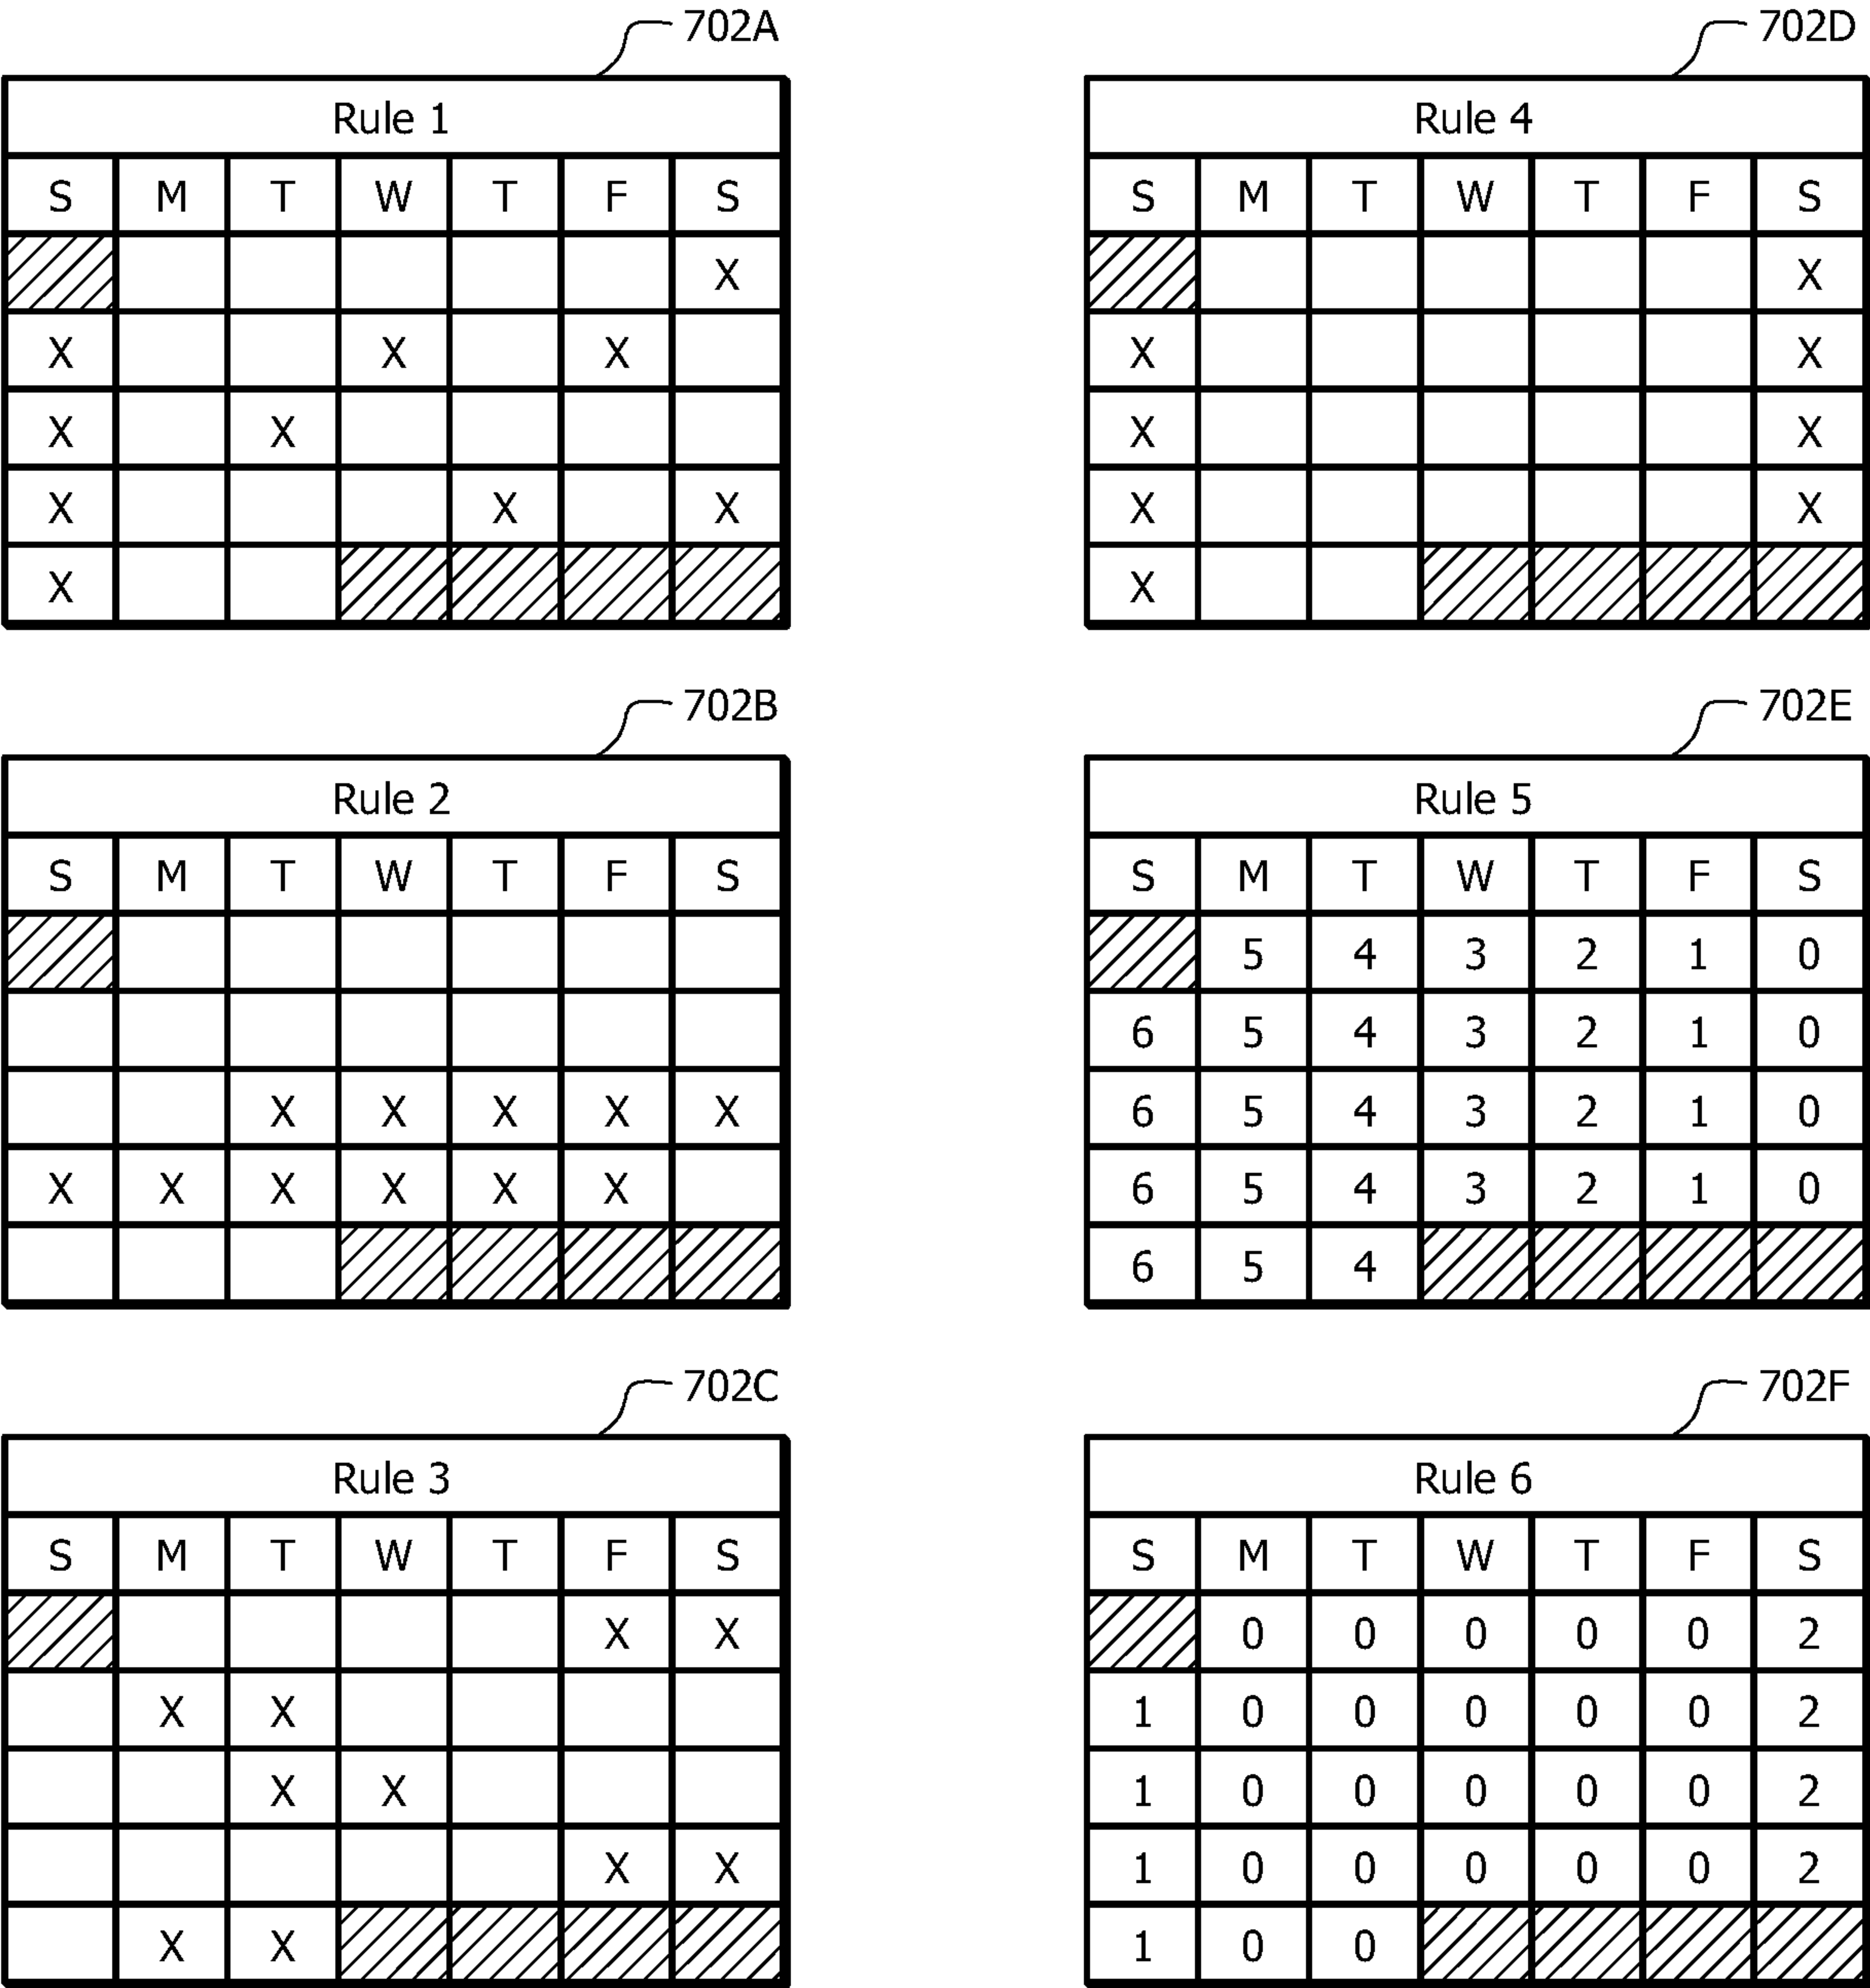 702A
Rule 1
S M T W T F S
X
X X X
X X
X X X
X
702B
Rule 2
S M T W T F S
X X X X X
X X X X X X
702C
Rule 3
S M T W T F S
X X
X X
X X
X X
X X
702D
Rule 4
S M T W T F S
X
X X
X X
X X
X
702E
Rule 5
S M T W T F S
5 4 3 2 1 0
6 5 4 3 2 1 0
6 5 4 3 2 1 0
6 5 4 3 2 1 0
6 5 4
702F
Rule 6
S M T W T F S
0 0 0 0 0 2
1 0 0 0 0 0 2
1 0 0 0 0 0 2
1 0 0 0 0 0 2
1 0 0